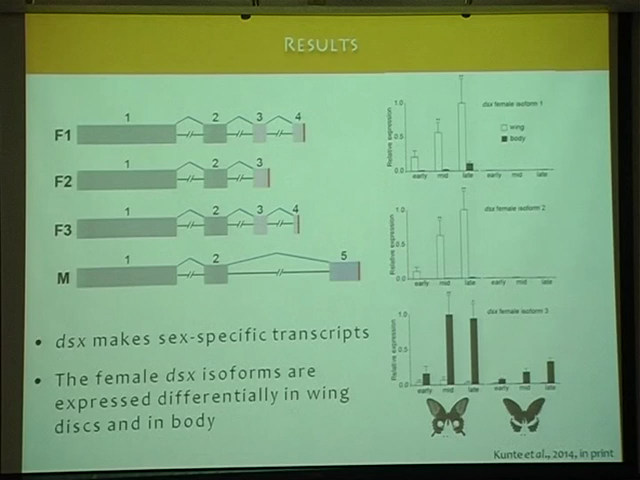 RESULTS
F1 1 2 3 4
F2 1 2 3
F3 1 2 3 4
M 1 2 5
• dsx makes sex-specific transcripts
• The female dsx isoforms are
expressed differentially in wing
discs and in body
Relative expression
1.0
0.5
0.0
dsx female isoform 1
wing
body
early mid late early mid late
Relative expression
1.0
0.5
0.0
dsx female isoform 2
early mid late early mid late
Relative expression
1.0
0.5
0.0
dsx female isoform 3
early mid late early mid late
Kunte et al., 2014, in print